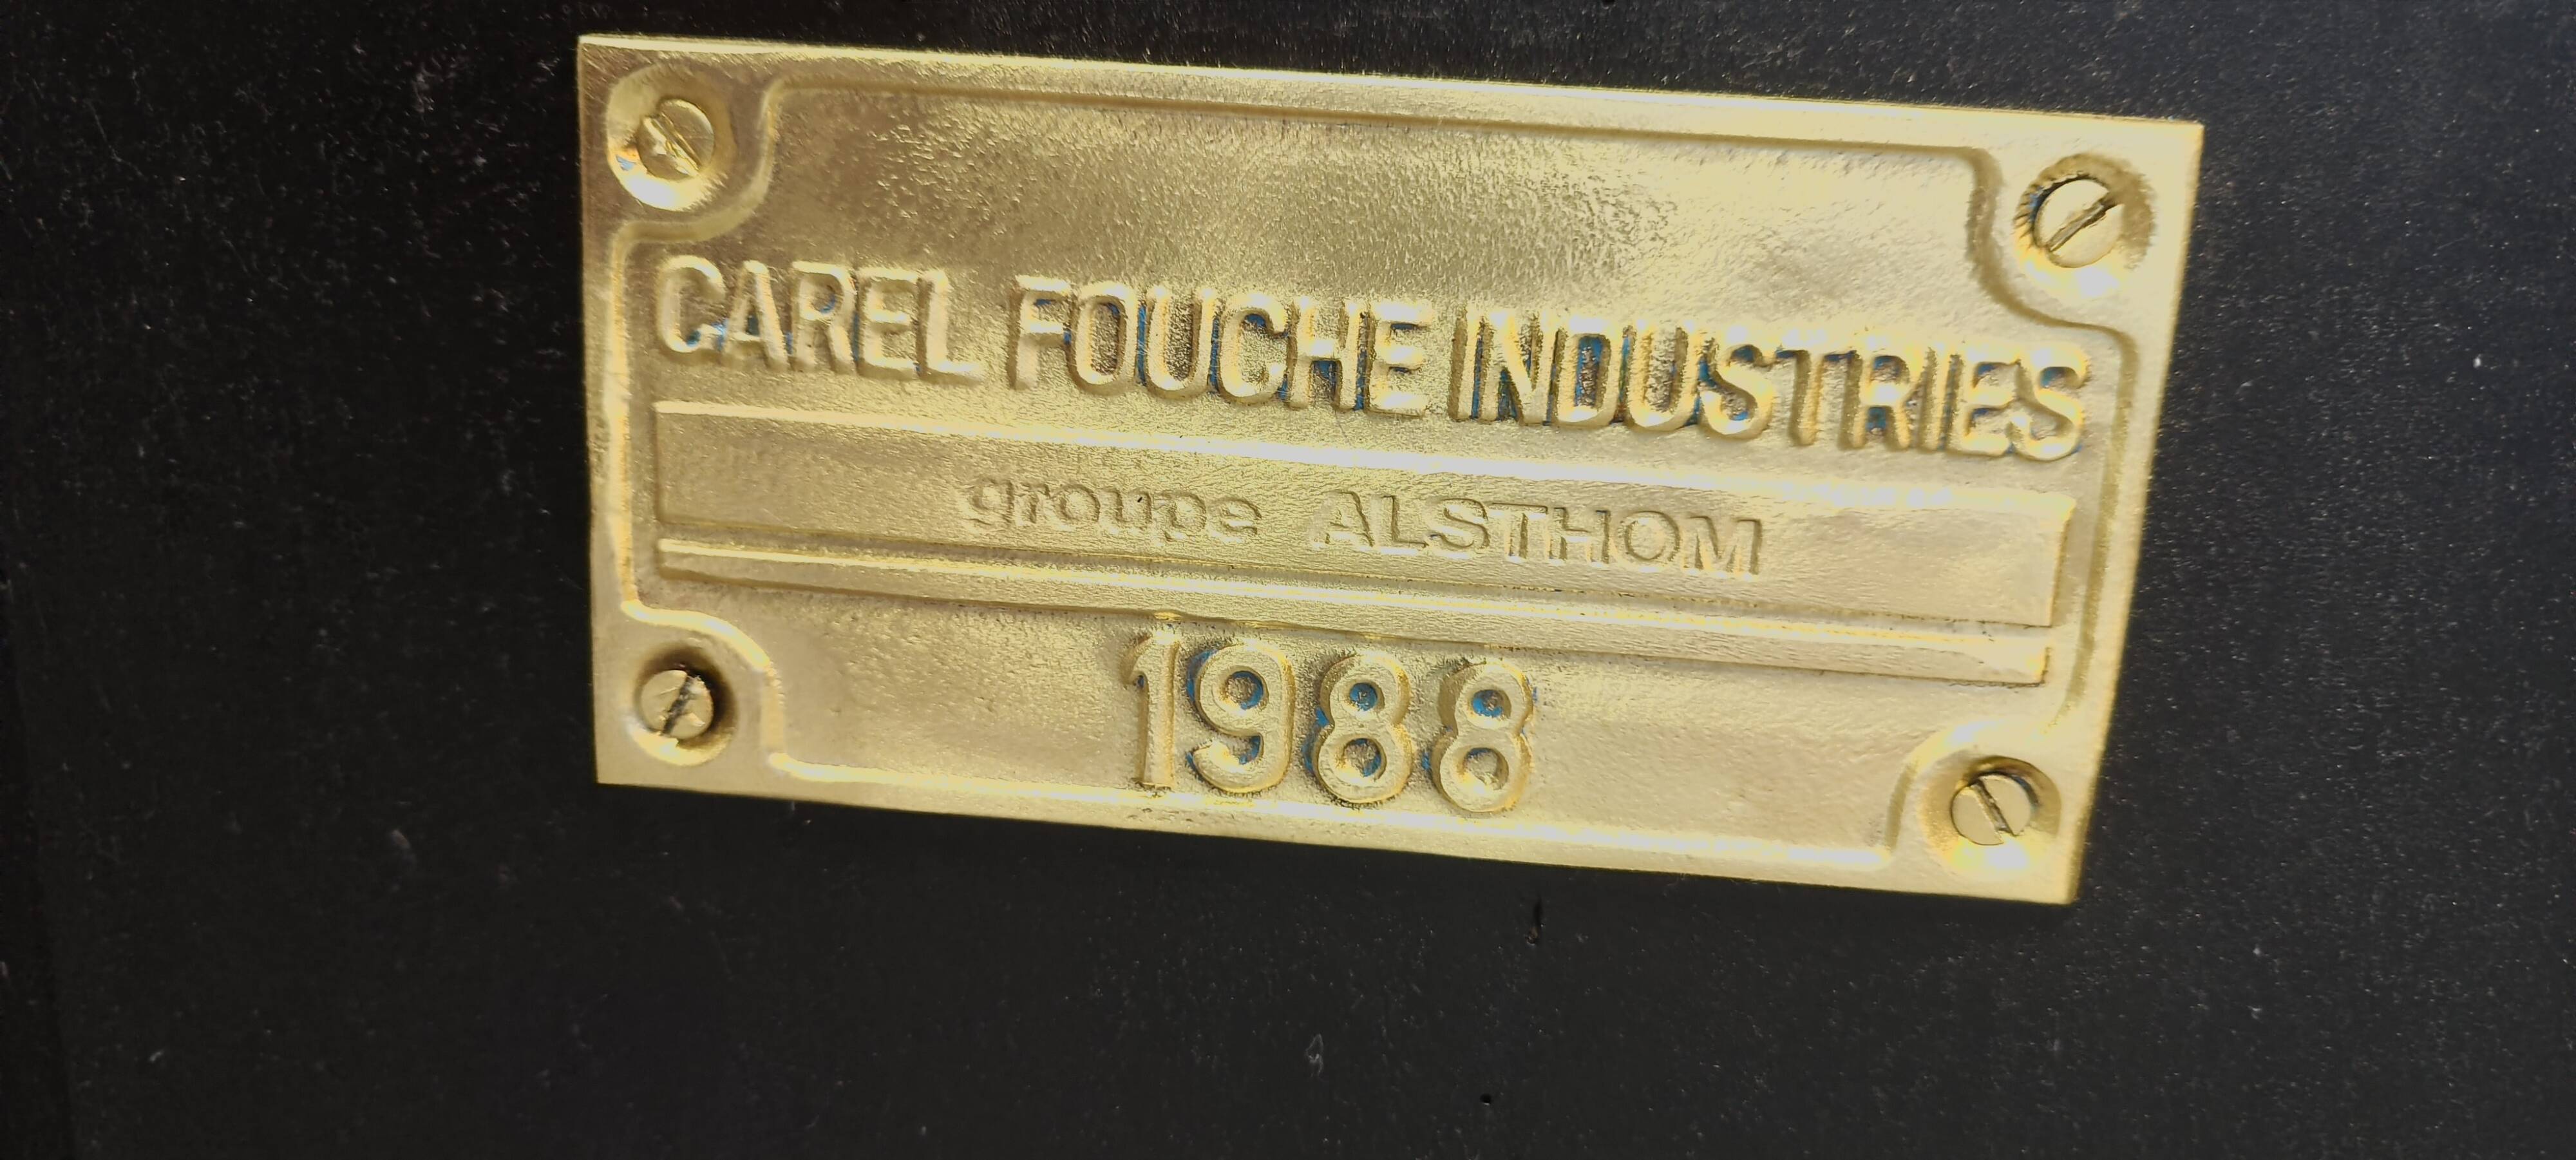 CAREL FOUCHE INDUSTRIES
groupe ALSTHOM
1988